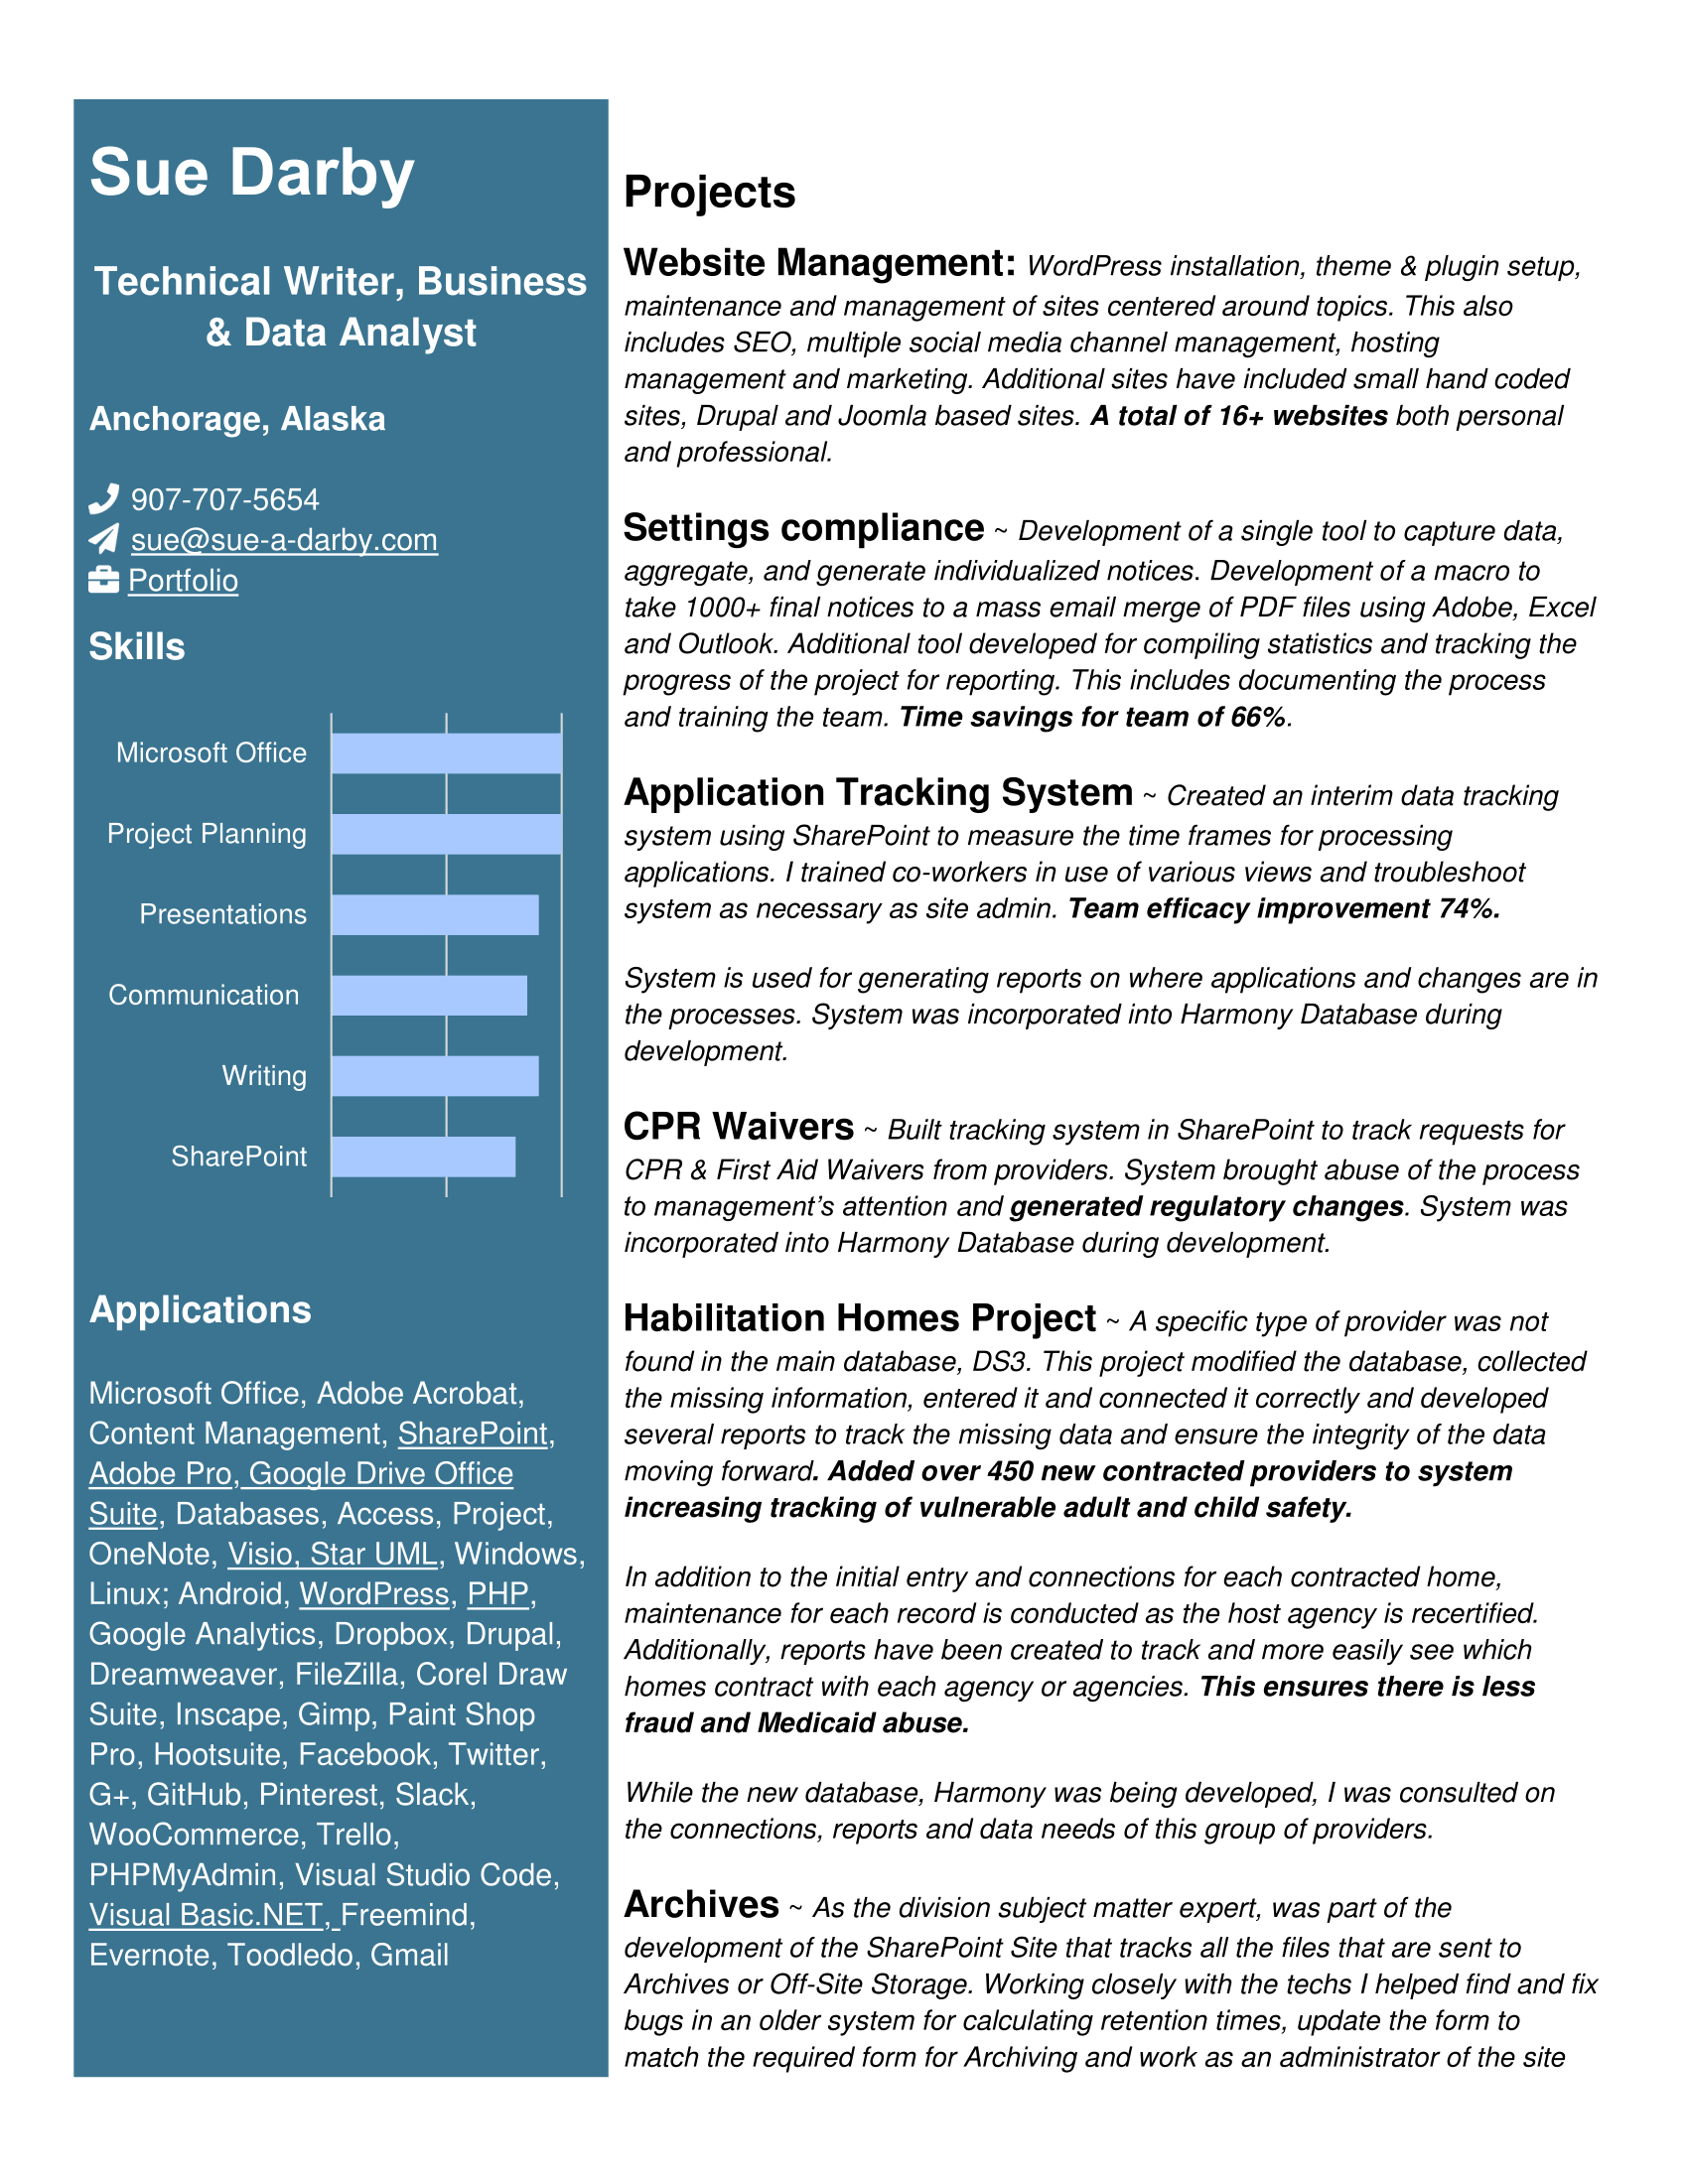 Sue Darby
Technical Writer, Business
& Data Analyst
Anchorage, Alaska
907-707-5654
sue@sue-a-darby.com
Portfolio
Skills
Microsoft Office
Project Planning
Presentations
Communication
Writing
SharePoint
Applications
Microsoft Office, Adobe Acrobat,
Content Management, SharePoint,
Adobe Pro, Google Drive Office
Suite, Databases, Access, Project,
OneNote, Visio, Star UML, Windows,
Linux; Android, WordPress, PHP,
Google Analytics, Dropbox, Drupal,
Dreamweaver, FileZilla, Corel Draw
Suite, Inscape, Gimp, Paint Shop
Pro, Hootsuite, Facebook, Twitter,
G+, GitHub, Pinterest, Slack,
WooCommerce, Trello,
PHPMyAdmin, Visual Studio Code,
Visual Basic.NET, Freemind,
Evernote, Toodledo, Gmail
Projects
Website Management: WordPress installation, theme & plugin setup,
maintenance and management of sites centered around topics. This also
includes SEO, multiple social media channel management, hosting
management and marketing. Additional sites have included small hand coded
sites, Drupal and Joomla based sites. A total of 16+ websites both personal
and professional.
Settings compliance ~ Development of a single tool to capture data,
aggregate, and generate individualized notices. Development of a macro to
take 1000+ final notices to a mass email merge of PDF files using Adobe, Excel
and Outlook. Additional tool developed for compiling statistics and tracking the
progress of the project for reporting. This includes documenting the process
and training the team. Time savings for team of 66%.
Application Tracking System ~ Created an interim data tracking
system using SharePoint to measure the time frames for processing
applications. I trained co-workers in use of various views and troubleshoot
system as necessary as site admin. Team efficacy improvement 74%.
System is used for generating reports on where applications and changes are in
the processes. System was incorporated into Harmony Database during
development.
CPR Waivers ~ Built tracking system in SharePoint to track requests for
CPR & First Aid Waivers from providers. System brought abuse of the process
to management’s attention and generated regulatory changes. System was
incorporated into Harmony Database during development.
Habilitation Homes Project ~ A specific type of provider was not
found in the main database, DS3. This project modified the database, collected
the missing information, entered it and connected it correctly and developed
several reports to track the missing data and ensure the integrity of the data
moving forward. Added over 450 new contracted providers to system
increasing tracking of vulnerable adult and child safety.
In addition to the initial entry and connections for each contracted home,
maintenance for each record is conducted as the host agency is recertified.
Additionally, reports have been created to track and more easily see which
homes contract with each agency or agencies. This ensures there is less
fraud and Medicaid abuse.
While the new database, Harmony was being developed, I was consulted on
the connections, reports and data needs of this group of providers.
Archives ~ As the division subject matter expert, was part of the
development of the SharePoint Site that tracks all the files that are sent to
Archives or Off-Site Storage. Working closely with the techs I helped find and fix
bugs in an older system for calculating retention times, update the form to
match the required form for Archiving and work as an administrator of the site